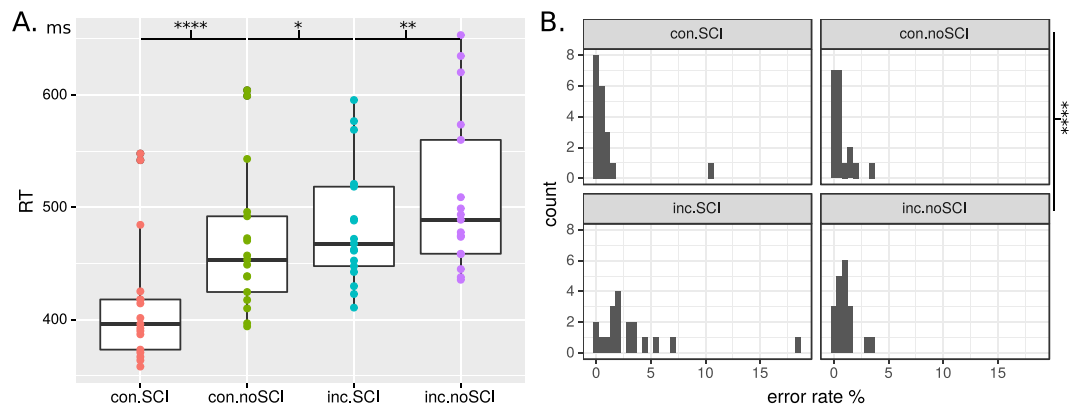 A.
ms
****
*
**
600
500
400
RT
con.SCI
con.noSCI
inc.SCI
inc.noSCI
B.
con.SCI
con.noSCI
8
6
4
2
0
inc.SCI
inc.noSCI
8
6
4
2
0
count
0
5
10
15
0
5
10
15
error rate %
****